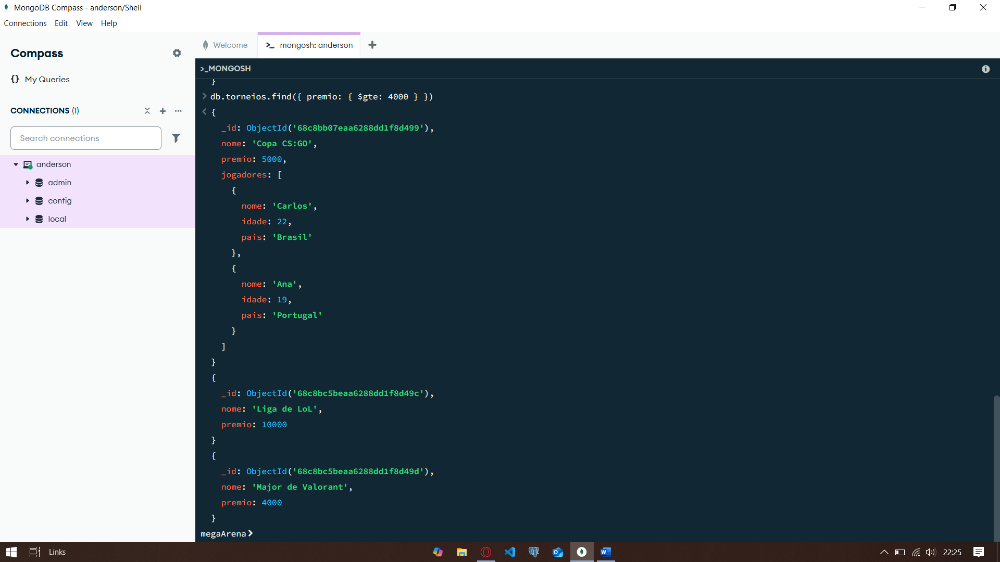 MongoDB Compass - anderson/Shell
Connections Edit View Help
Compass
{} My Queries
CONNECTIONS (1)
Search connections
anderson
admin
config
local
Welcome
>_ mongosh: anderson
>_MONGOSH
}
> db.torneios.find({ premio: { $gte: 4000 } })
< {
_id: ObjectId('68c8bb07eaa6288dd1f8d499'),
nome: 'Copa CS:GO',
premio: 5000,
jogadores: [
{
nome: 'Carlos',
idade: 22,
pais: 'Brasil'
},
{
nome: 'Ana',
idade: 19,
pais: 'Portugal'
}
]
}
{
_id: ObjectId('68c8bc5beaa6288dd1f8d49c'),
nome: 'Liga de LoL',
premio: 10000
}
{
_id: ObjectId('68c8bc5beaa6288dd1f8d49d'),
nome: 'Major de Valorant',
premio: 4000
}
megaArena>
Links
22:25